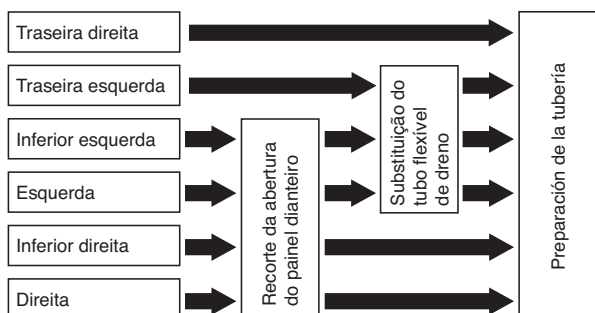 Traseira direita
Traseira esquerda
Inferior esquerda
Esquerda
Inferior direita
Direita
Recorte da abertura
do painel dianteiro
Substituição do
tubo flexível
de dreno
Preparación de la tubería